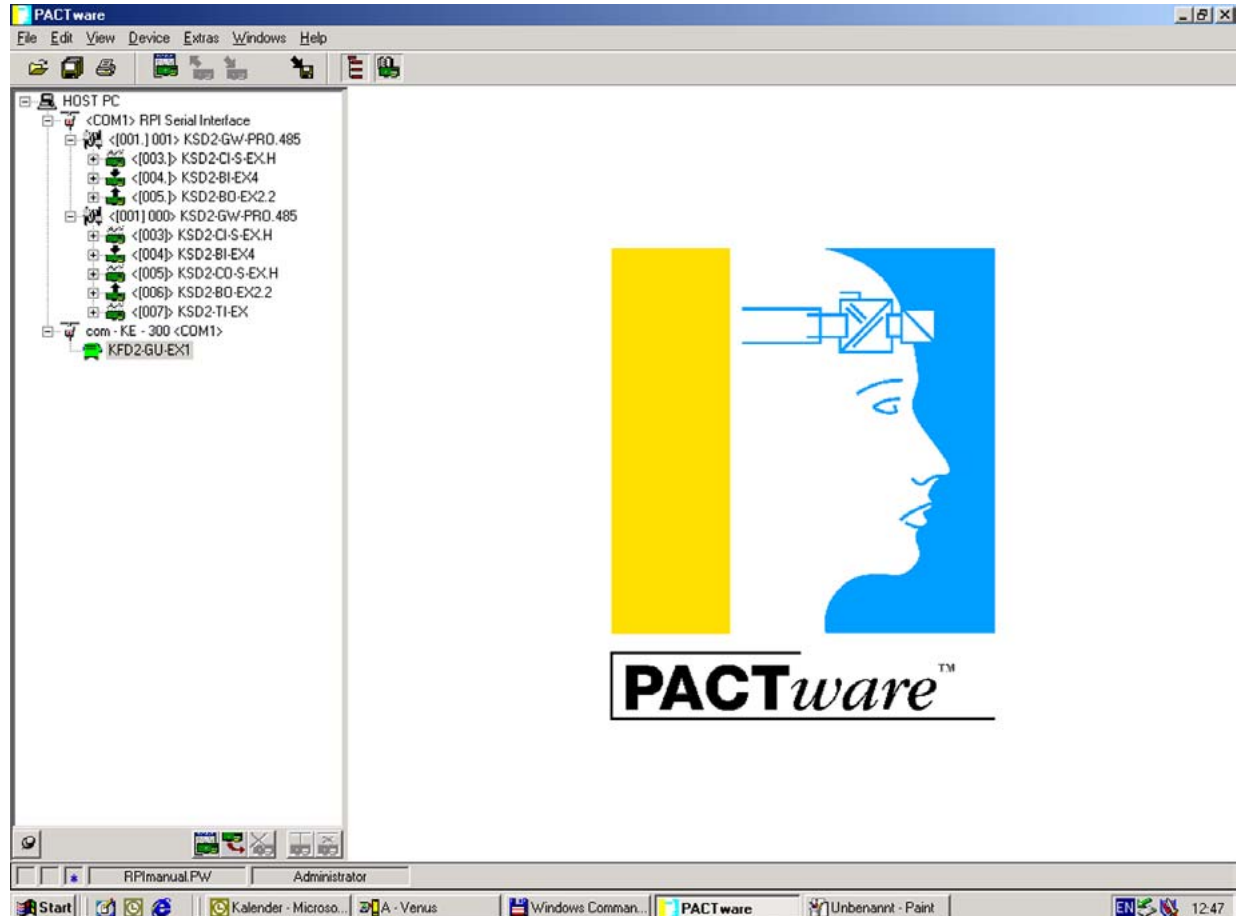 PACTware
File Edit View Device Extras Windows Help
HOST PC
<COM1> RPI Serial Interface
<[001.] 001> KSD2-GW-PRO.485
<[003.]> KSD2-CI-S-EX.H
<[004.]> KSD2-BI-EX4
<[005.]> KSD2-BO-EX2.2
<[001] 000> KSD2-GW-PRO.485
<[003]> KSD2-CI-S-EX.H
<[004]> KSD2-BI-EX4
<[005]> KSD2-CO-S-EX.H
<[006]> KSD2-BO-EX2.2
<[007]> KSD2-TI-EX
com - KE - 300 <COM1>
KFD2-GU-EX1
PACTware™
RPImanual.PW Administrator
Start Kalender - Microso... A - Venus Windows Comman... PACTware Unbenannt - Paint EN 12:47